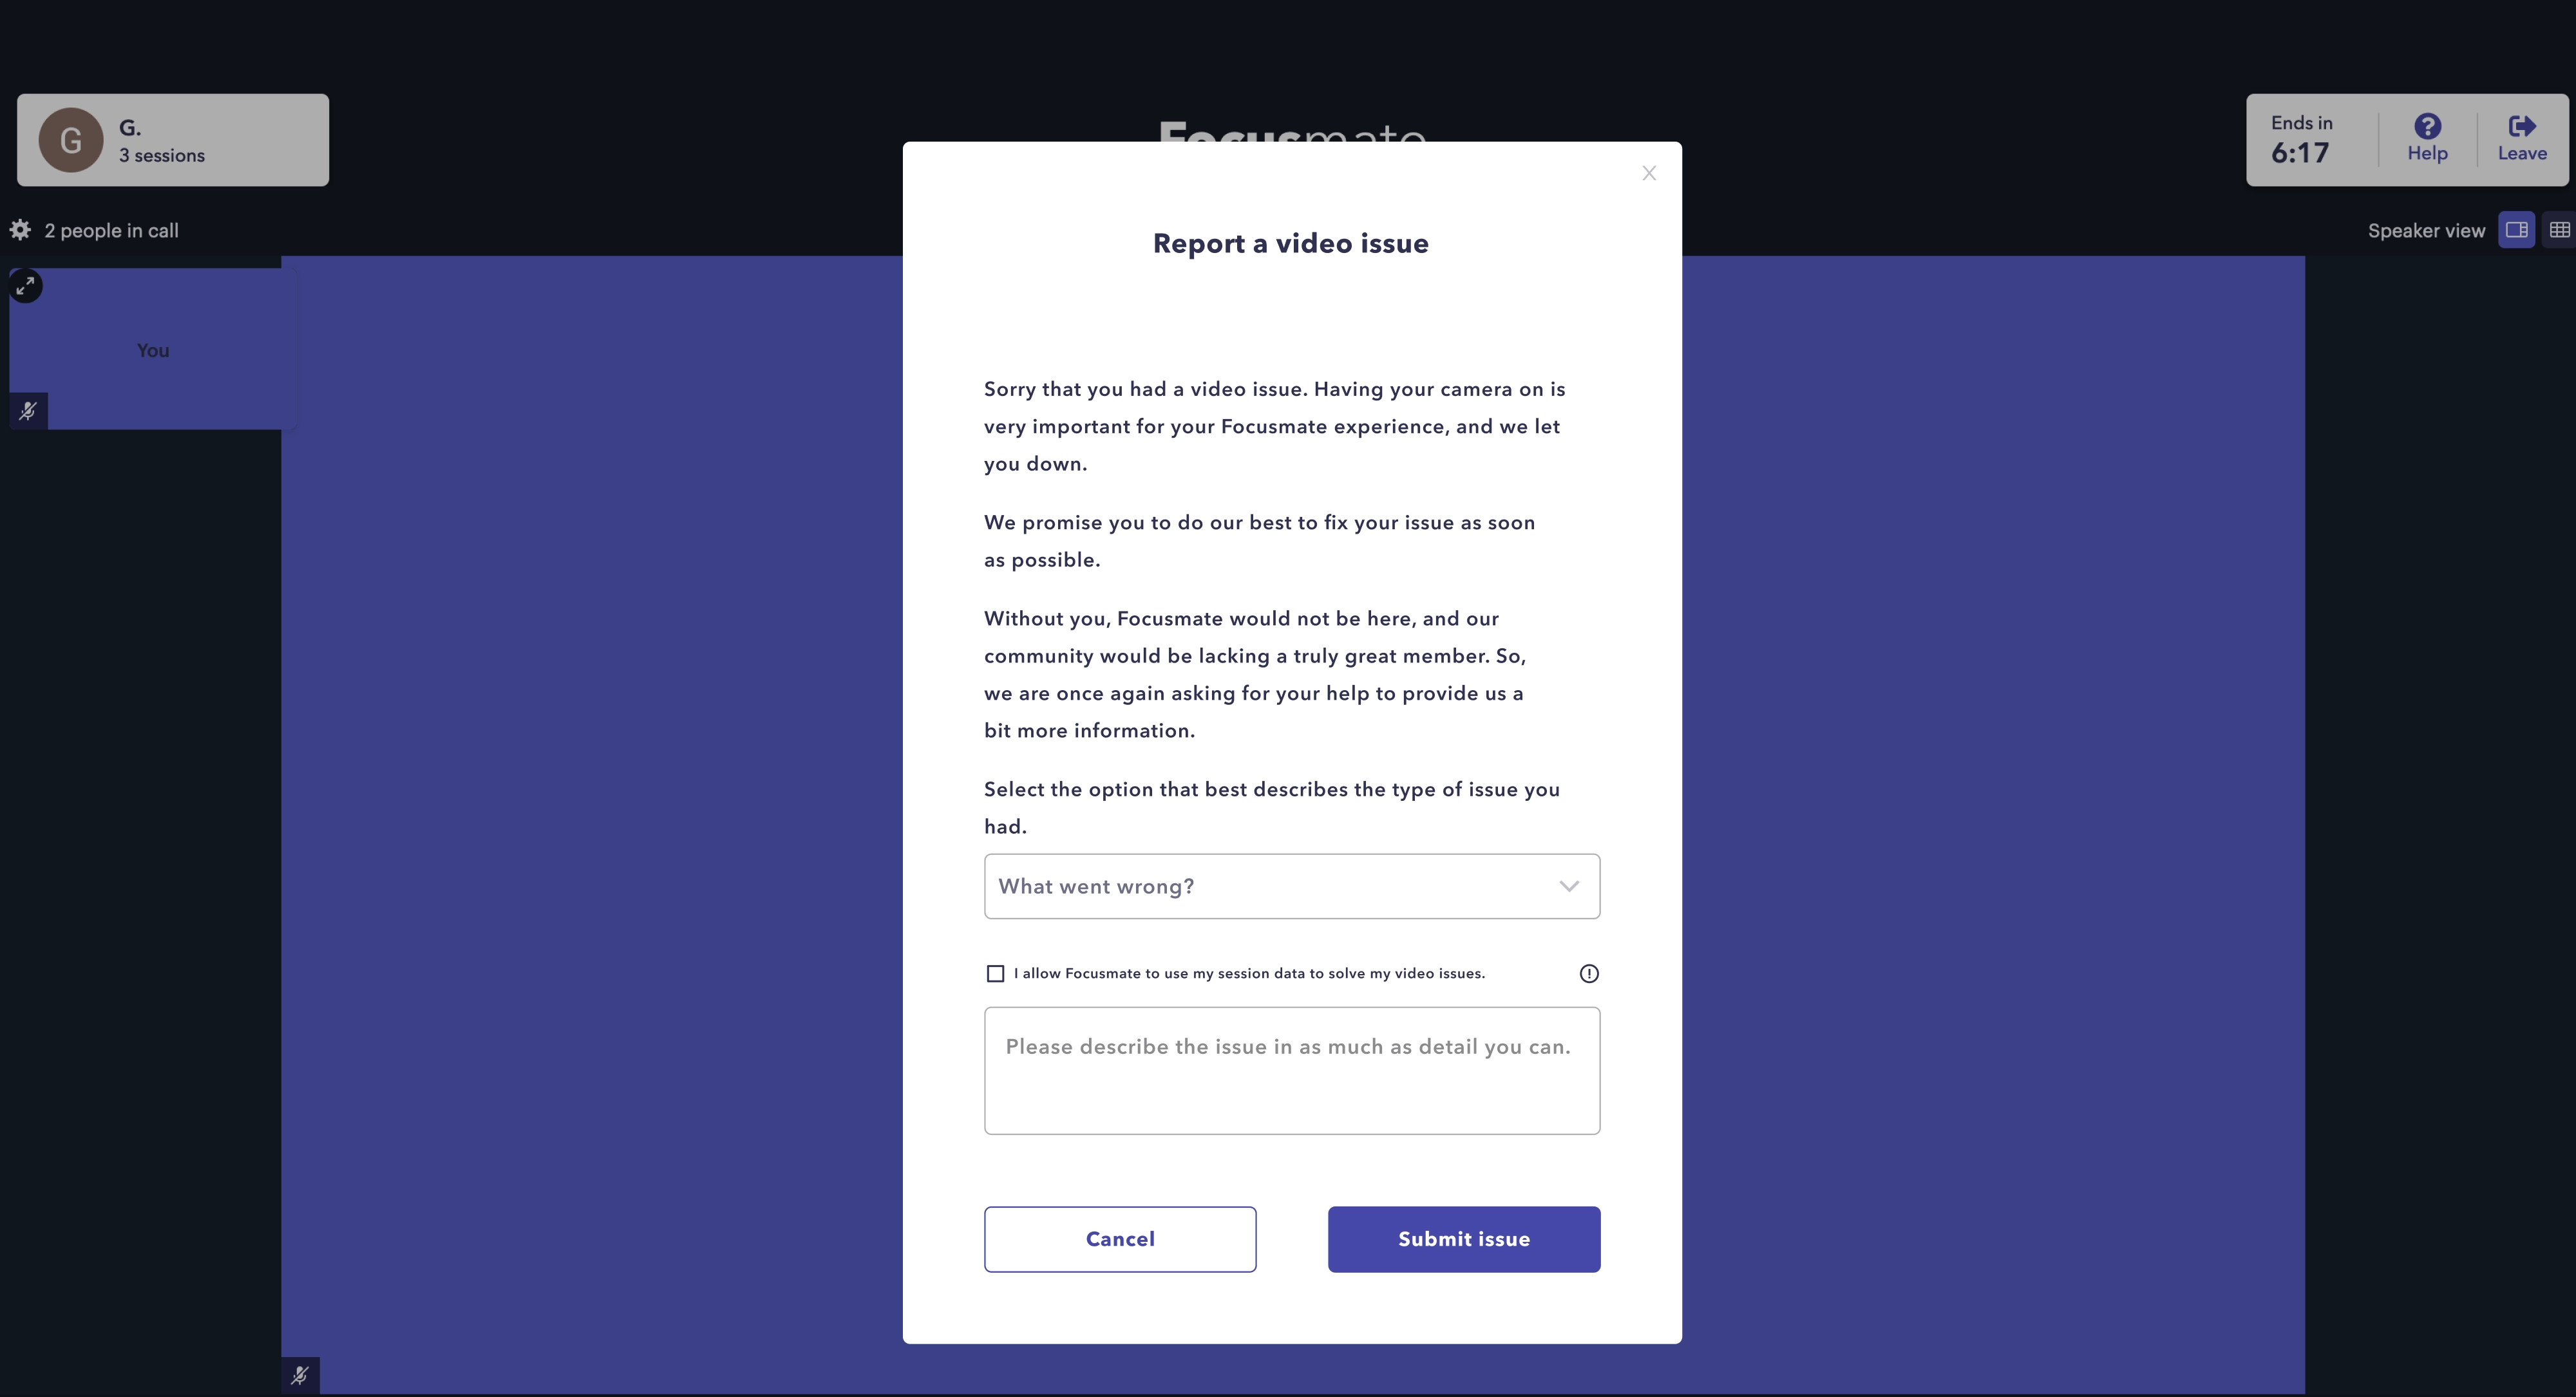 G
G.
3 sessions
Focusmate
Ends in
6:17
Help
Leave
2 people in call
Speaker view
You
X
Report a video issue
Sorry that you had a video issue. Having your camera on is
very important for your Focusmate experience, and we let
you down.
We promise you to do our best to fix your issue as soon
as possible.
Without you, Focusmate would not be here, and our
community would be lacking a truly great member. So,
we are once again asking for your help to provide us a
bit more information.
Select the option that best describes the type of issue you
had.
What went wrong?
I allow Focusmate to use my session data to solve my video issues.
Please describe the issue in as much as detail you can.
Cancel
Submit issue